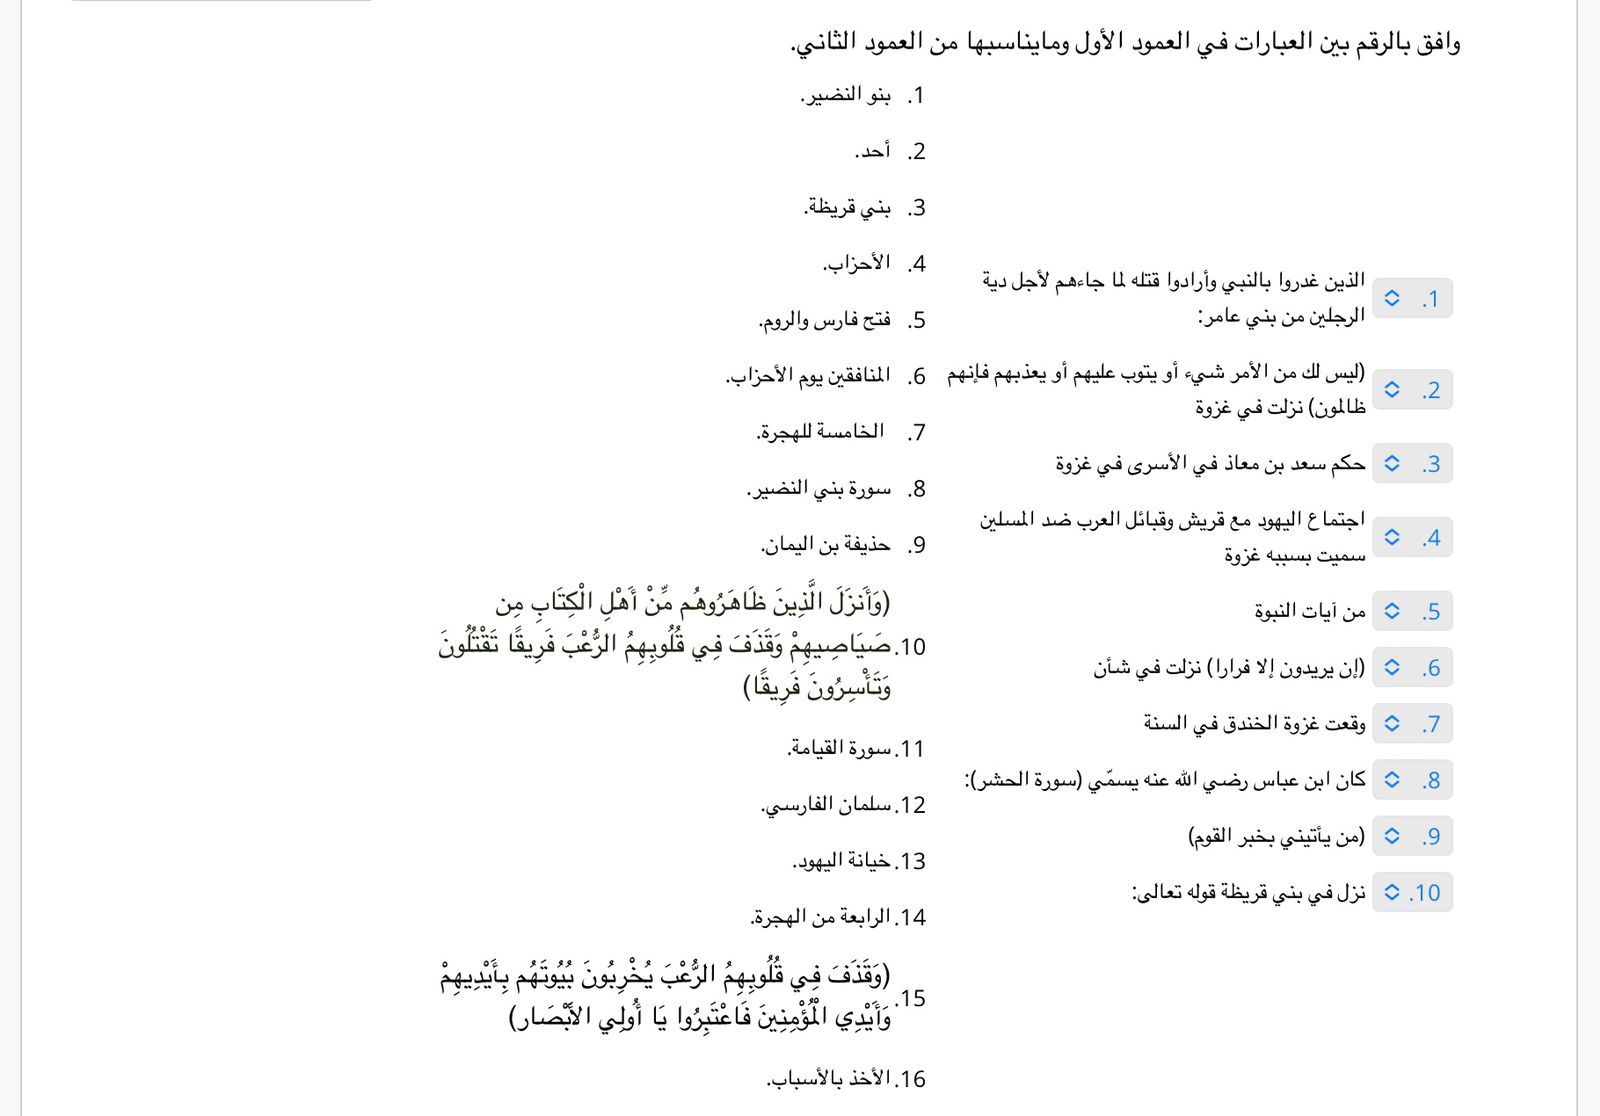 وافق بالرقم بين العبارات في العمود الأول ومايناسبها من العمود الثاني.
1. الذين غدروا بالنبي وأرادوا قتله لما جاءهم لأجل دية
الرجلين من بني عامر:
2. (ليس لك من الأمر شيء أو يتوب عليهم أو يعذبهم فإنهم
ظالمون) نزلت في غزوة
3. حكم سعد بن معاذ في الأسرى في غزوة
4. اجتماع اليهود مع قريش وقبائل العرب ضد المسلين
سميت بسببه غزوة
5. من آيات النبوة
6. (إن يريدون إلا فرارا) نزلت في شأن
7. وقعت غزوة الخندق في السنة
8. كان ابن عباس رضي الله عنه يسمّي (سورة الحشر):
9. (من يأتيني بخبر القوم)
10. نزل في بني قريظة قوله تعالى:
1. بنو النضير.
2. أحد.
3. بني قريظة.
4. الأحزاب.
5. فتح فارس والروم.
6. المنافقين يوم الأحزاب.
7. الخامسة للهجرة.
8. سورة بني النضير.
9. حذيفة بن اليمان.
(وَأَنزَلَ الَّذِينَ ظَاهَرُوهُم مِّنْ أَهْلِ الْكِتَابِ مِن
10. صَيَاصِيهِمْ وَقَذَفَ فِي قُلُوبِهِمُ الرُّعْبَ فَرِيقًا تَقْتُلُونَ
وَتَأْسِرُونَ فَرِيقًا)
11. سورة القيامة.
12. سلمان الفارسي.
13. خيانة اليهود.
14. الرابعة من الهجرة.
15. (وَقَذَفَ فِي قُلُوبِهِمُ الرُّعْبَ يُخْرِبُونَ بُيُوتَهُم بِأَيْدِيهِمْ
وَأَيْدِي الْمُؤْمِنِينَ فَاعْتَبِرُوا يَا أُولِي الأَبْصَار)
16. الأخذ بالأسباب.